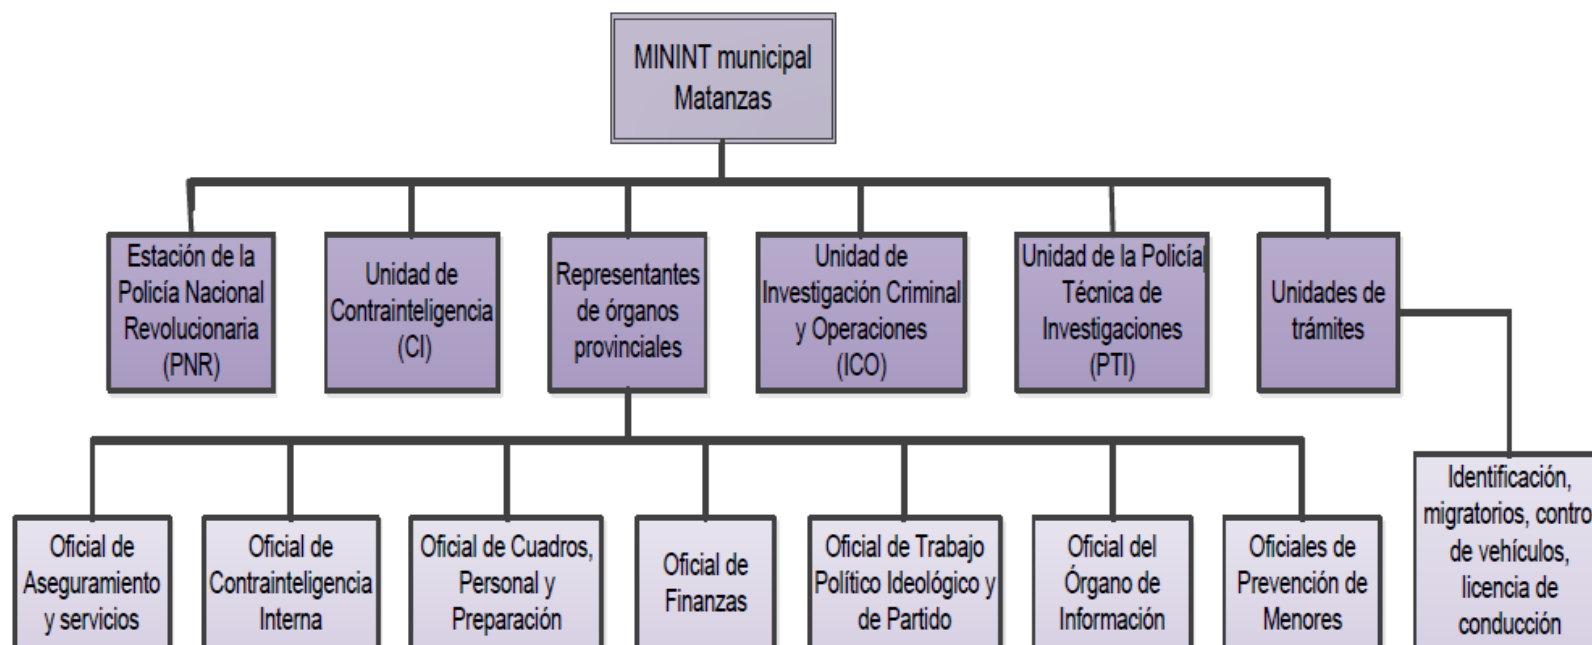 MININT municipal
Matanzas
Estación de la
Policía Nacional
Revolucionaria
(PNR)
Unidad de
Contrainteligencia
(CI)
Representantes
de órganos
provinciales
Unidad de
Investigación Criminal
y Operaciones
(ICO)
Unidad de la Policía
Técnica de
Investigaciones
(PTI)
Unidades de
trámites
Oficial de
Aseguramiento
y servicios
Oficial de
Contrainteligencia
Interna
Oficial de Cuadros,
Personal y
Preparación
Oficial de
Finanzas
Oficial de Trabajo
Político Ideológico y
de Partido
Oficial del
Órgano de
Información
Oficiales de
Prevención de
Menores
Identificación,
migratorios, contro
de vehículos,
licencia de
conducción